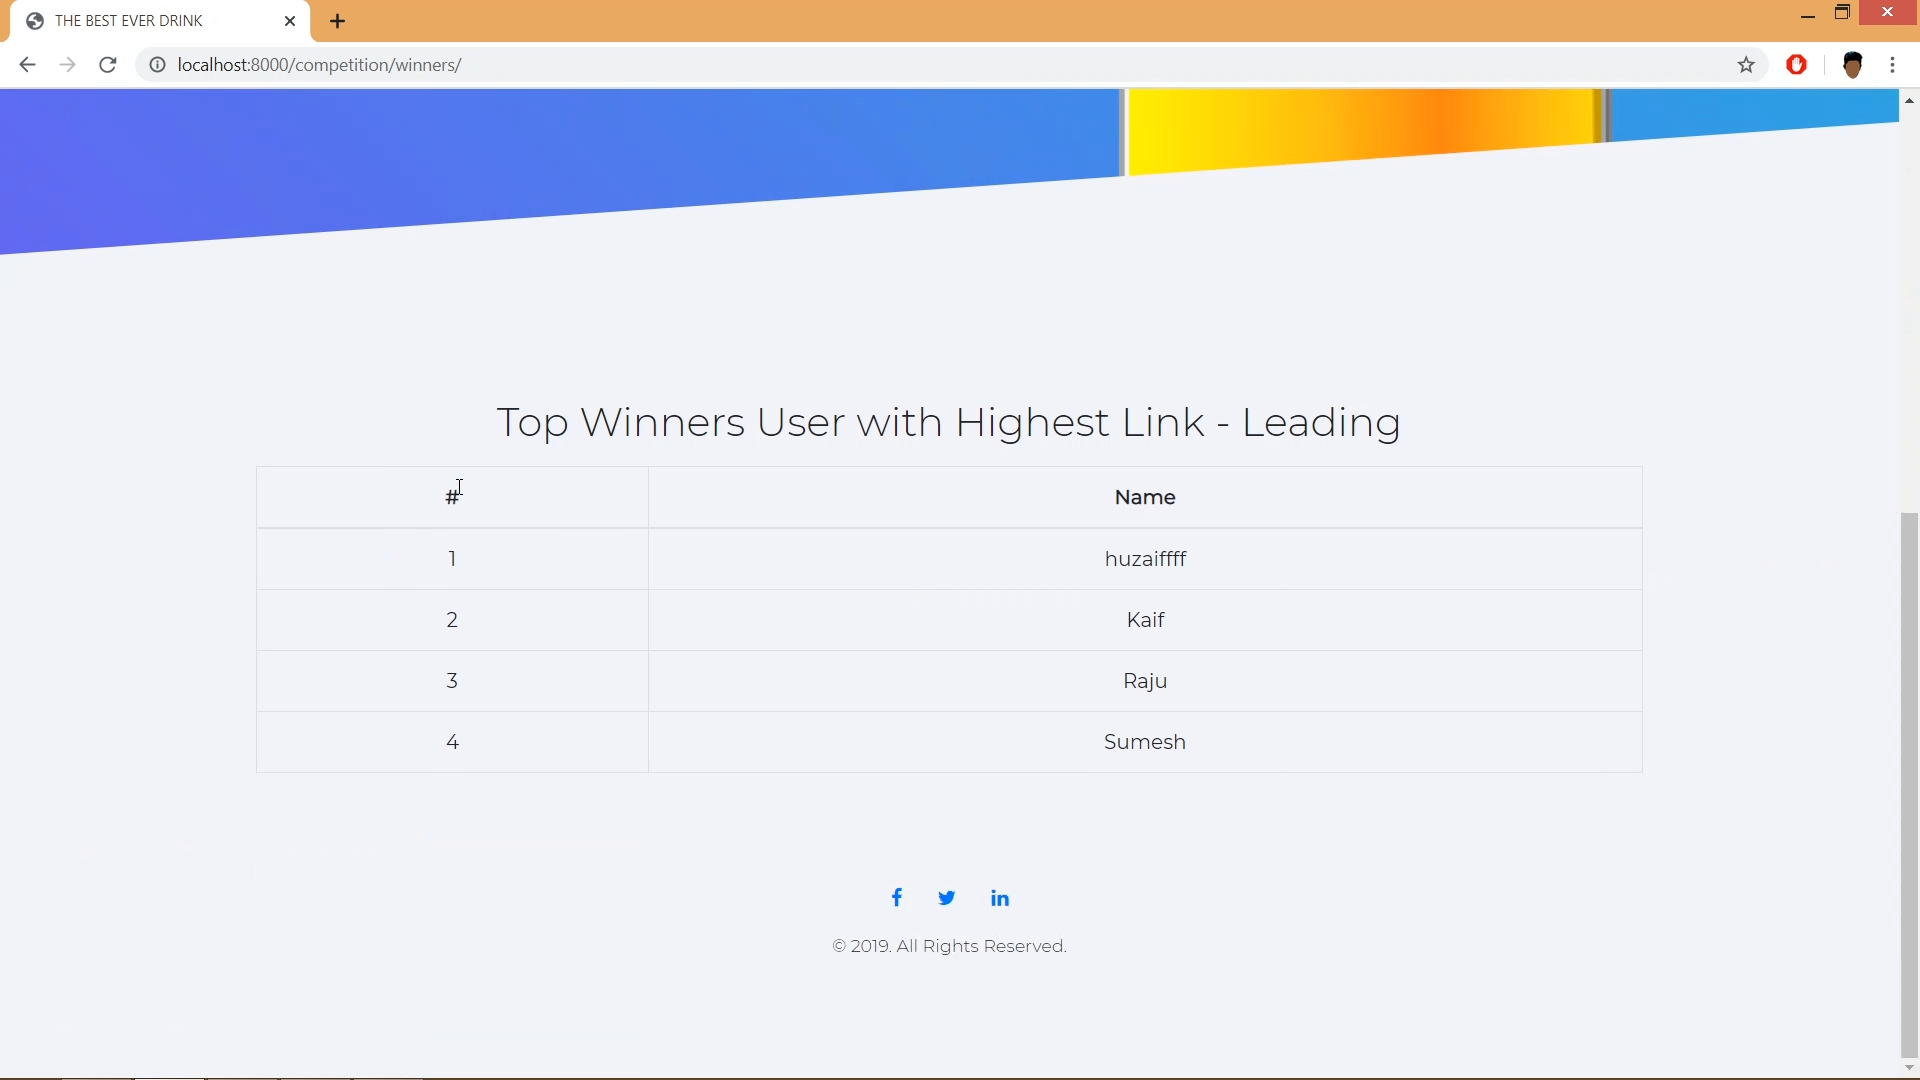 THE BEST EVER DRINK
localhost:8000/competition/winners/
Top Winners User with Highest Link - Leading
# Name
1 huzaiffff
2 Kaif
3 Raju
4 Sumesh
© 2019. All Rights Reserved.